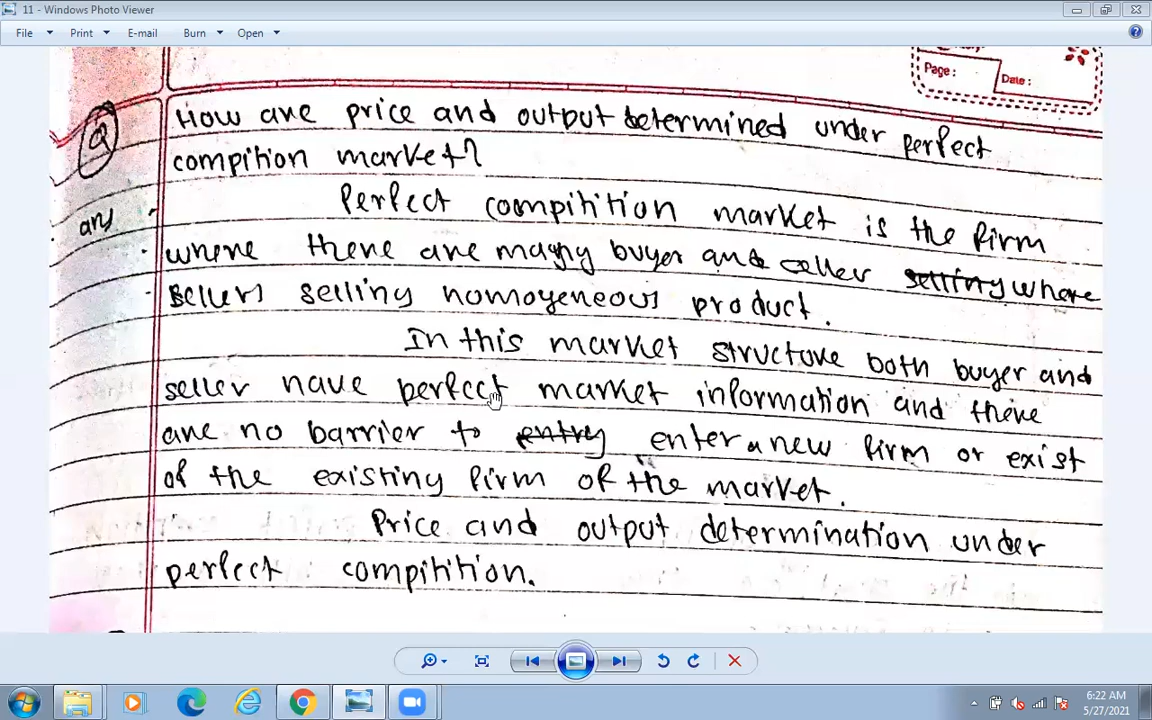 11 - Windows Photo Viewer
File Print E-mail Burn Open
Page: Date:
Q How are price and output determined under perfect
compition market?
ans Perfect compitition market is the firm
where there are many buyer and celler selling where
sellers selling homogeneous product.
In this market structure both buyer and
seller have perfect market information and there
are no barrier to entry enter a new firm or exist
of the existing firm of the market.
Price and output determination under
perfect compitition.
6:22 AM
5/27/2021